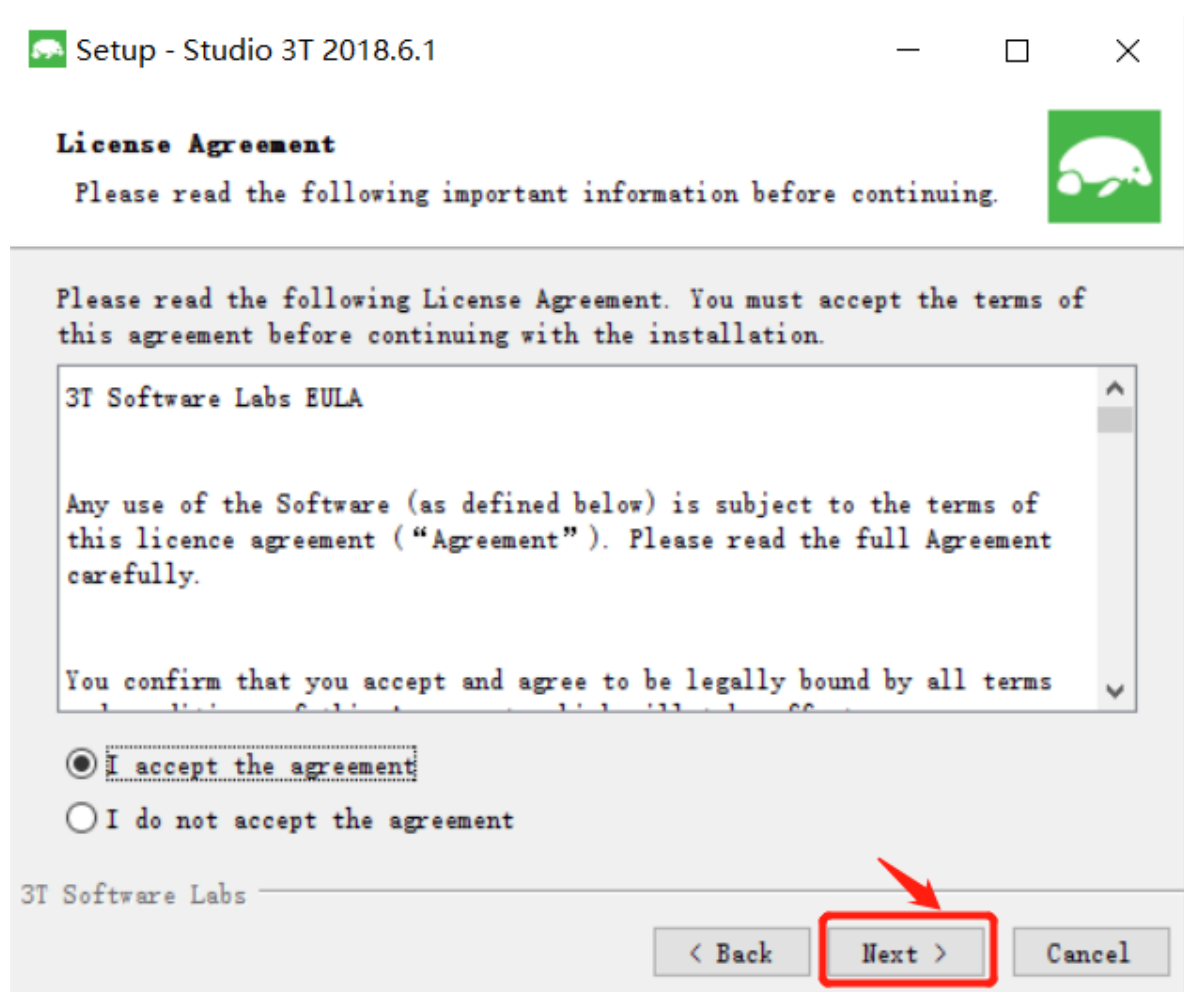 Setup - Studio 3T 2018.6.1
License Agreement
Please read the following important information before continuing.
Please read the following License Agreement. You must accept the terms of
this agreement before continuing with the installation.
3T Software Labs EULA
Any use of the Software (as defined below) is subject to the terms of
this licence agreement (“Agreement”). Please read the full Agreement
carefully.
You confirm that you accept and agree to be legally bound by all terms
I accept the agreement
I do not accept the agreement
3T Software Labs
< Back
Next >
Cancel